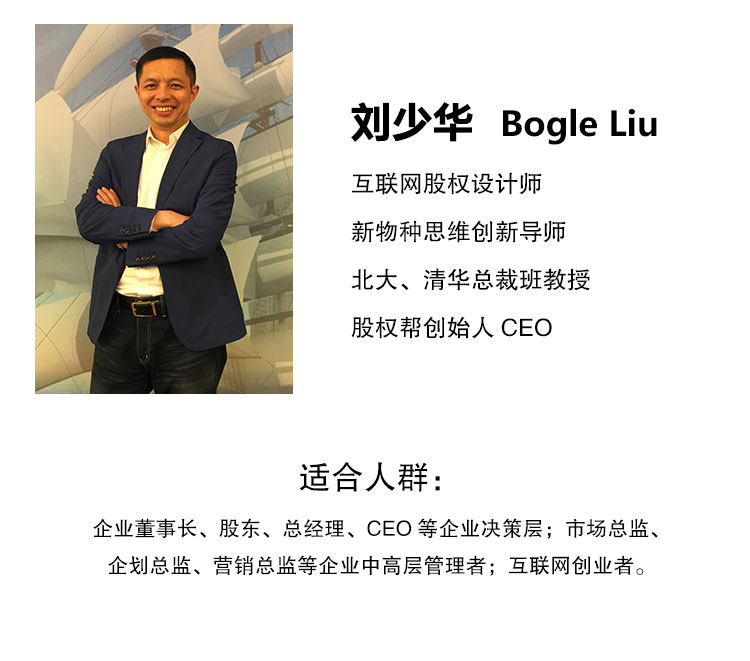 刘少华 Bogle Liu
互联网股权设计师
新物种思维创新导师
北大、清华总裁班教授
股权帮创始人 CEO
适合人群：
企业董事长、股东、总经理、CEO 等企业决策层；市场总监、
企划总监、营销总监等企业中高层管理者；互联网创业者。